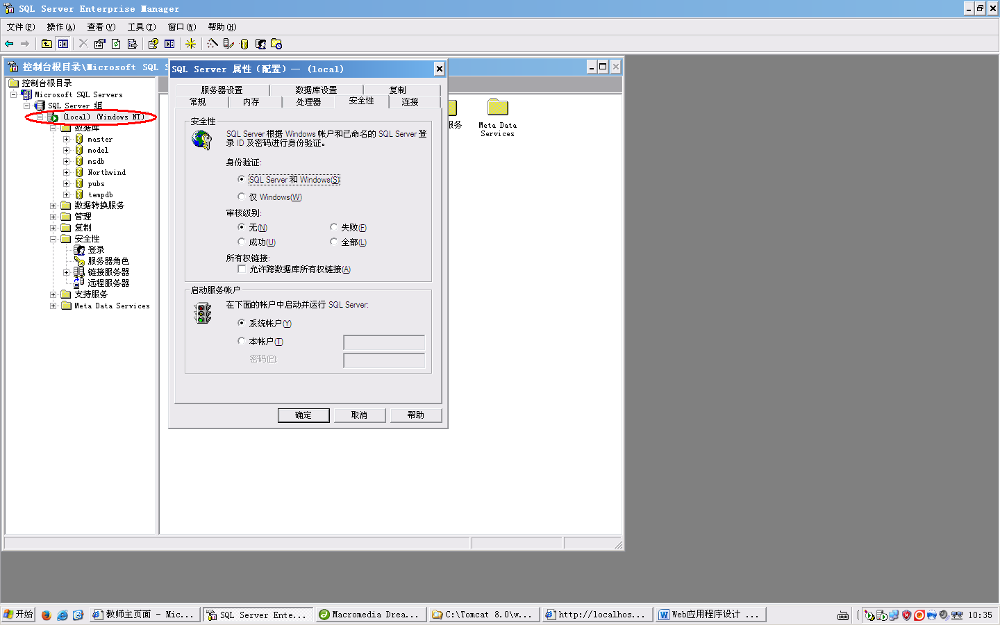 SQL Server Enterprise Manager
文件(F) 操作(A) 查看(V) 工具(T) 窗口(W) 帮助(H)
控制台根目录\Microsoft SQL S
控制台根目录
Microsoft SQL Servers
SQL Server 组
(local) (Windows NT)
数据库
master
model
msdb
Northwind
pubs
tempdb
数据转换服务
管理
复制
安全性
登录
服务器角色
链接服务器
远程服务器
支持服务
Meta Data Services
务
Meta Data
Services
SQL Server 属性(配置) — (local)
服务器设置 数据库设置 复制
常规 内存 处理器 安全性 连接
安全性
SQL Server 根据 Windows 帐户和已命名的 SQL Server 登
录 ID 及密码进行身份验证。
身份验证:
SQL Server 和 Windows(S)
仅 Windows(W)
审核级别:
无(N) 失败(F)
成功(U) 全部(L)
所有权链接:
允许跨数据库所有权链接(A)
启动服务帐户
在下面的帐户中启动并运行 SQL Server:
系统帐户(Y)
本帐户(T)
密码(P):
确定 取消 帮助
开始 教师主页面 - Mic... SQL Server Ente... Macromedia Drea... C:\Tomcat 8.0\w... http://localhos... Web应用程序设计 ... 10:35